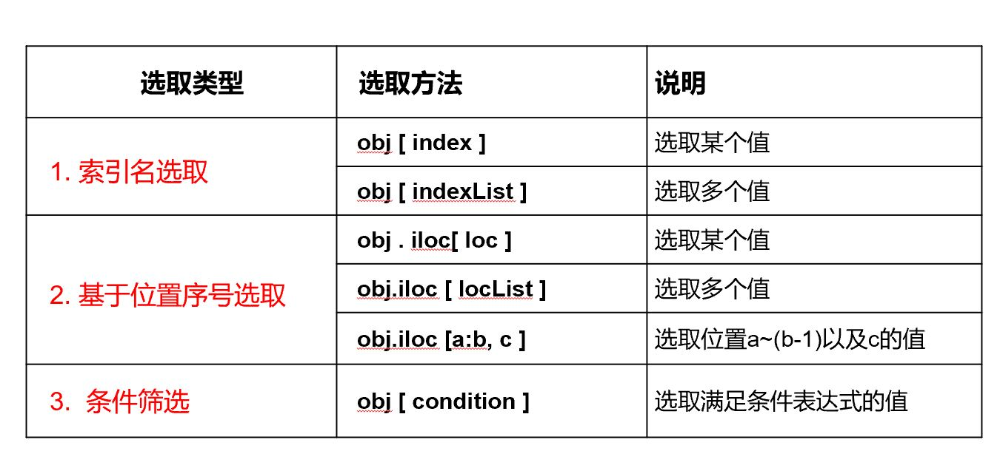 选取类型 选取方法 说明
1. 索引名选取
obj [ index ] 选取某个值
obj [ indexList ] 选取多个值
2. 基于位置序号选取
obj . iloc[ loc ] 选取某个值
obj.iloc [ locList ] 选取多个值
obj.iloc [a:b, c ] 选取位置a~(b-1)以及c的值
3. 条件筛选 obj [ condition ] 选取满足条件表达式的值